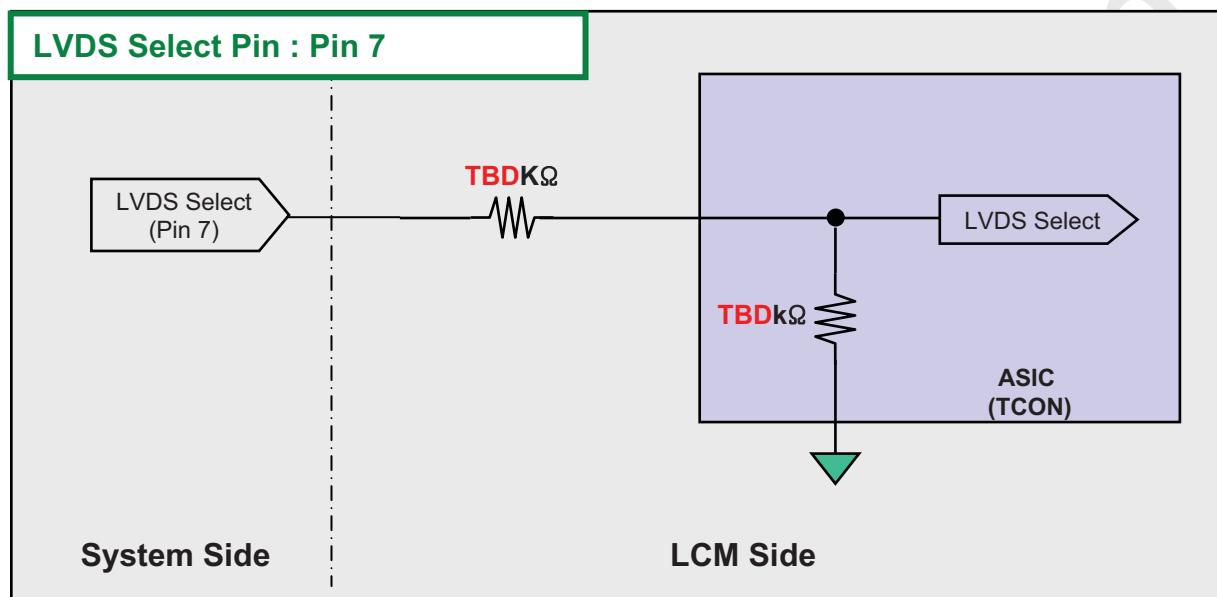 LVDS Select Pin : Pin 7
TBDKΩ
LVDS Select
(Pin 7)
LVDS Select
TBDkΩ
ASIC
(TCON)
System Side
LCM Side